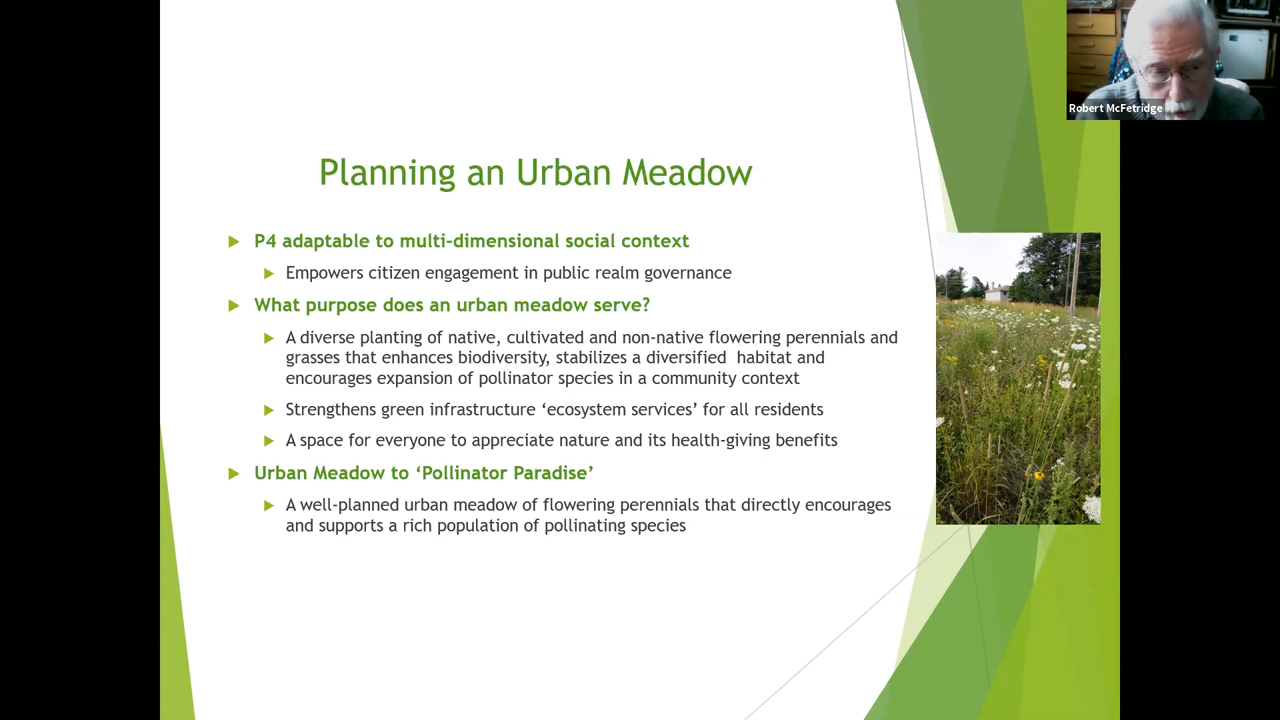 Robert McFetridge
Planning an Urban Meadow
P4 adaptable to multi-dimensional social context
Empowers citizen engagement in public realm governance
What purpose does an urban meadow serve?
A diverse planting of native, cultivated and non-native flowering perennials and
grasses that enhances biodiversity, stabilizes a diversified  habitat and
encourages expansion of pollinator species in a community context
Strengthens green infrastructure ‘ecosystem services’ for all residents
A space for everyone to appreciate nature and its health-giving benefits
Urban Meadow to ‘Pollinator Paradise’
A well-planned urban meadow of flowering perennials that directly encourages
and supports a rich population of pollinating species